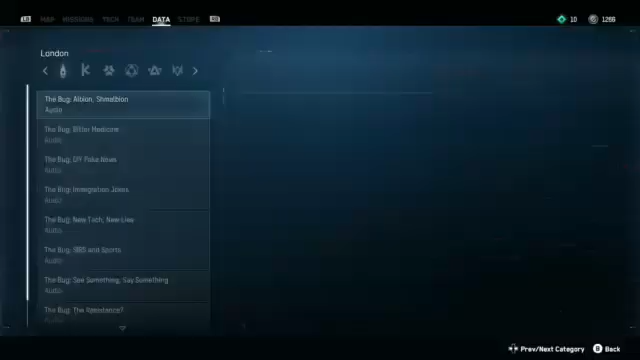 LB MAP MISSIONS TECH TEAM DATA STORE RB
10 1266
London
The Bug: Albion, Shmalbion
Audio
The Bug: Bitter Medicine
Audio
The Bug: DIY Fake News
Audio
The Bug: Immigration Jokes
Audio
The Bug: New Tech, New Lies
Audio
The Bug: SIRS and Sports
Audio
The Bug: See Something, Say Something
Audio
The Bug: The Resistance?
Audio
Prev/Next Category B Back